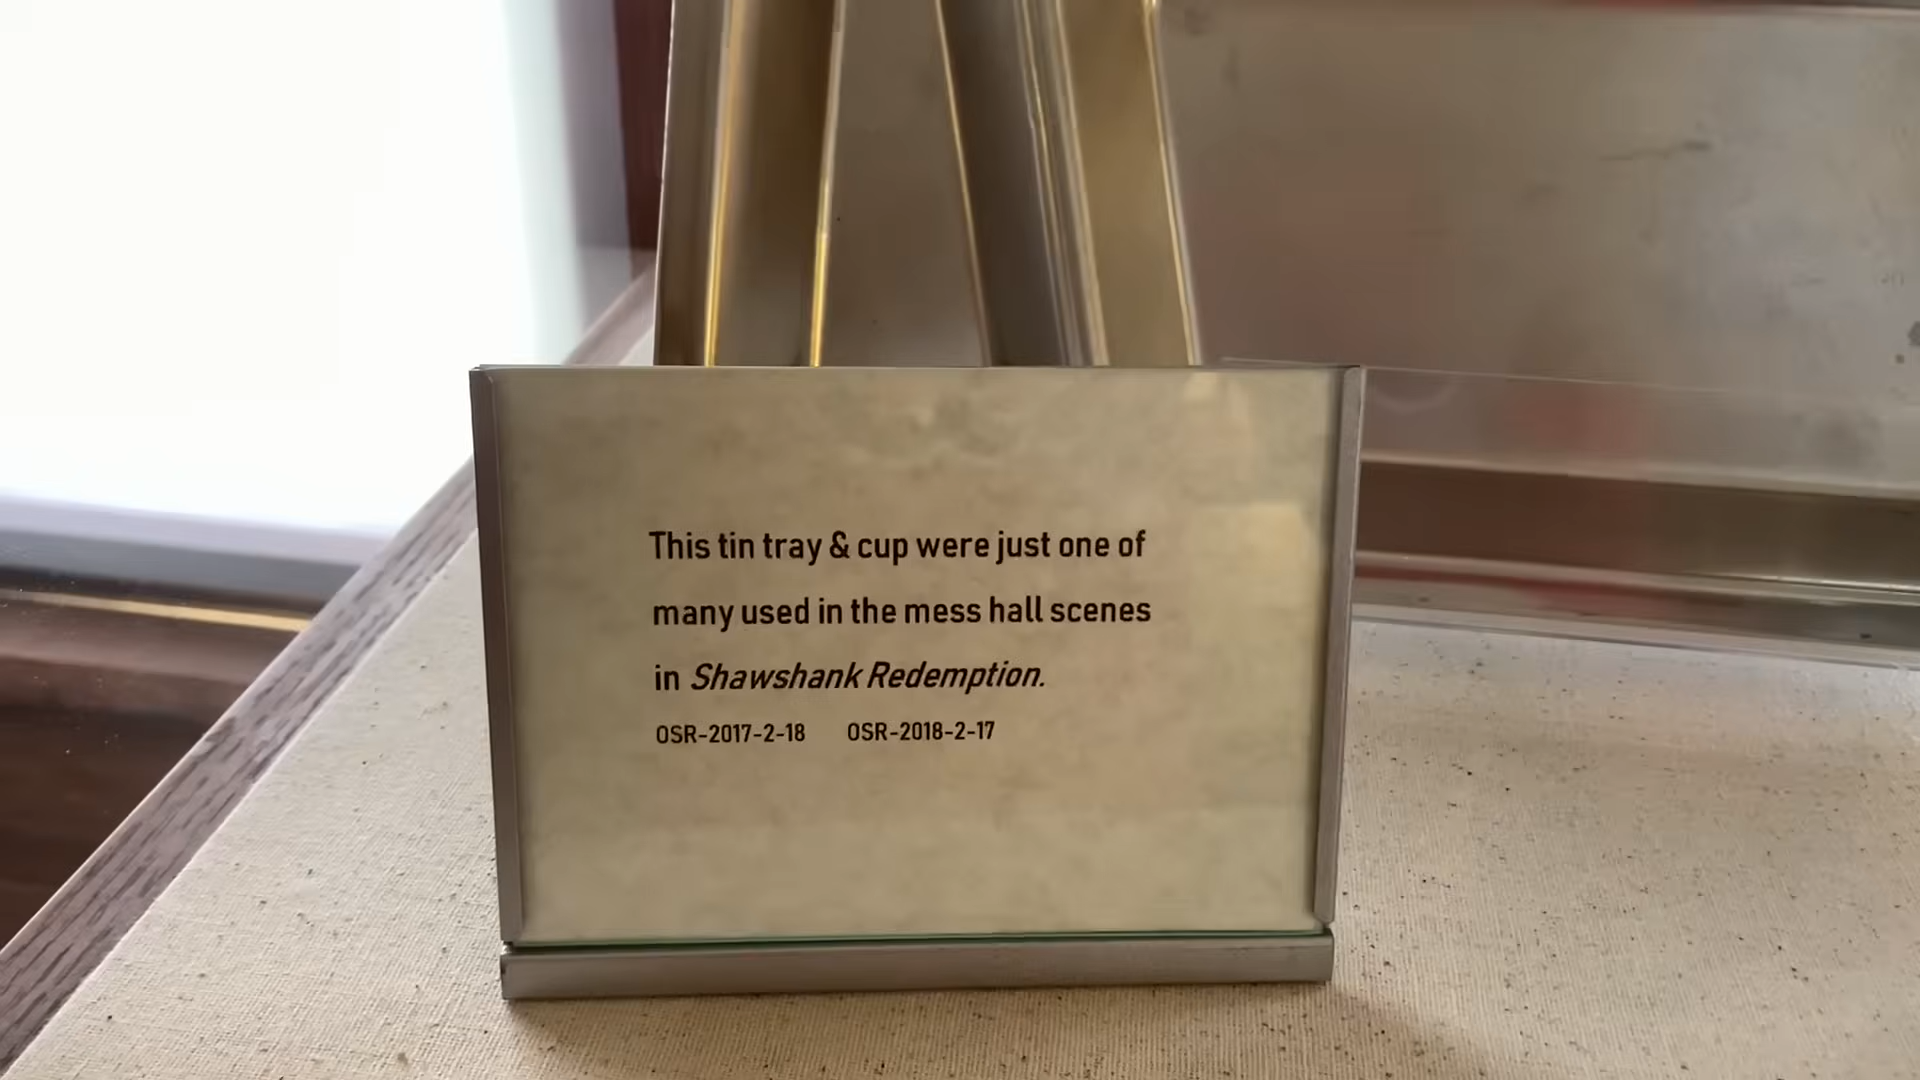 This tin tray & cup were just one of
many used in the mess hall scenes
in Shawshank Redemption.
OSR-2017-2-18 OSR-2018-2-17